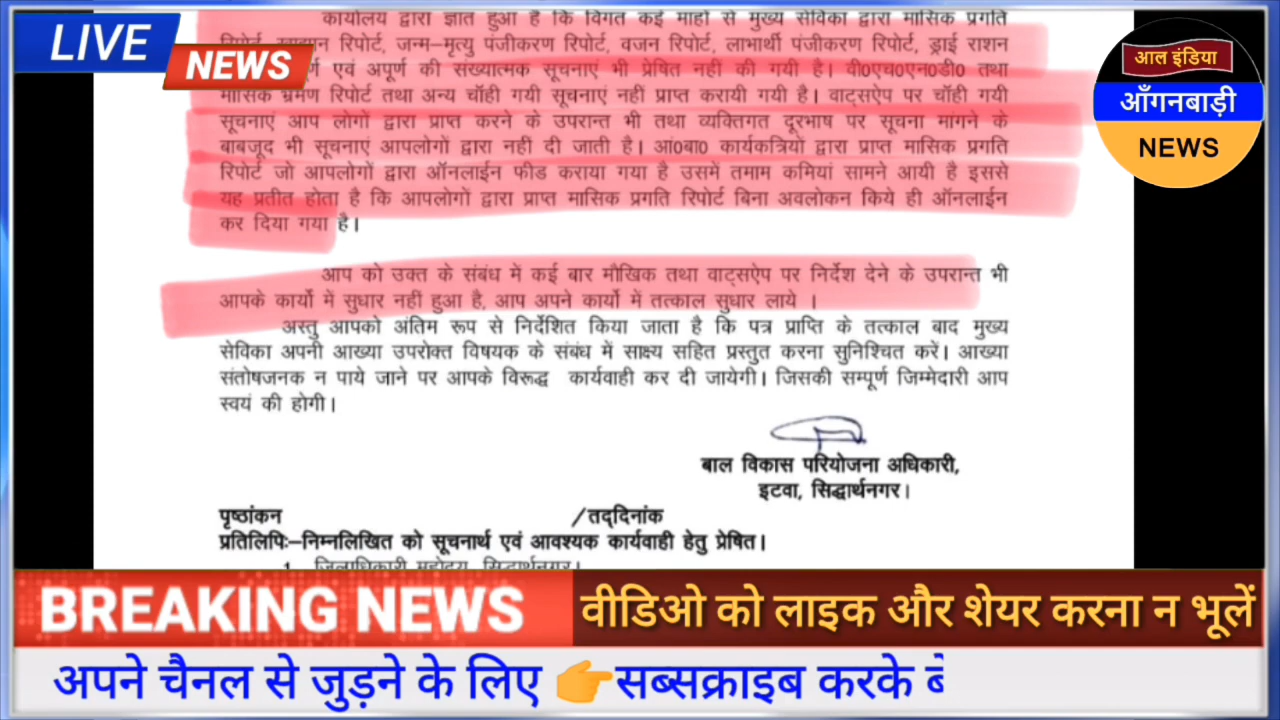 LIVE
NEWS
आल इंडिया
आँगनबाड़ी
NEWS
कार्यालय द्वारा ज्ञात हुआ है कि विगत कई माहों से मुख्य सेविका द्वारा मासिक प्रगति
रिपोर्ट, रिपोर्ट, जन्म–मृत्यु पंजीकरण रिपोर्ट, वजन रिपोर्ट, लाभार्थी पंजीकरण रिपोर्ट, ड्राई राशन
एवं अपूर्ण की संख्यात्मक सूचनाएं भी प्रेषित नही की गयी है। वी0एच0एन0डी0 तथा
मासिक भ्रमण रिपोर्ट तथा अन्य चॉही गयी सूचनाएं नहीं प्राप्त करायी गयी है। वाट्सऐप पर चॉही गयी
सूचनाएं आप लोगों द्वारा प्राप्त करने के उपरान्त भी तथा व्यक्तिगत दूरभाष पर सूचना मांगने के
बाबजूद भी सूचनाएं आपलोगों द्वारा नहीं दी जाती है। आं0बा0 कार्यकत्रियों द्वारा प्राप्त मासिक प्रगति
रिपोर्ट जो आपलोगों द्वारा ऑनलाईन फीड कराया गया है उसमें तमाम कमियां सामने आयी है इससे
यह प्रतीत होता है कि आपलोगों द्वारा प्राप्त मासिक प्रगति रिपोर्ट बिना अवलोकन किये ही ऑनलाईन
कर दिया गया है।
आप को उक्त के संबंध में कई बार मौखिक तथा वाट्सऐप पर निर्देश देने के उपरान्त भी
आपके कार्यो में सुधार नहीं हुआ है, आप अपने कार्यो में तत्काल सुधार लाये ।
अस्तु आपको अंतिम रूप से निर्देशित किया जाता है कि पत्र प्राप्ति के तत्काल बाद मुख्य
सेविका अपनी आख्या उपरोक्त विषयक के संबंध में साक्ष्य सहित प्रस्तुत करना सुनिश्चित करें। आख्या
संतोषजनक न पाये जाने पर आपके विरूद्ध कार्यवाही कर दी जायेगी। जिसकी सम्पूर्ण जिम्मेदारी आप
स्वयं की होगी।
बाल विकास परियोजना अधिकारी,
इटवा, सिद्धार्थनगर।
पृष्ठांकन /तद्दिनांक
प्रतिलिपिः–निम्नलिखित को सूचनार्थ एवं आवश्यक कार्यवाही हेतु प्रेषित।
1. जिलाधिकारी महोदय, सिद्धार्थनगर।
BREAKING NEWS
वीडिओ को लाइक और शेयर करना न भूलें
अपने चैनल से जुड़ने के लिए 👉सब्सक्राइब करके